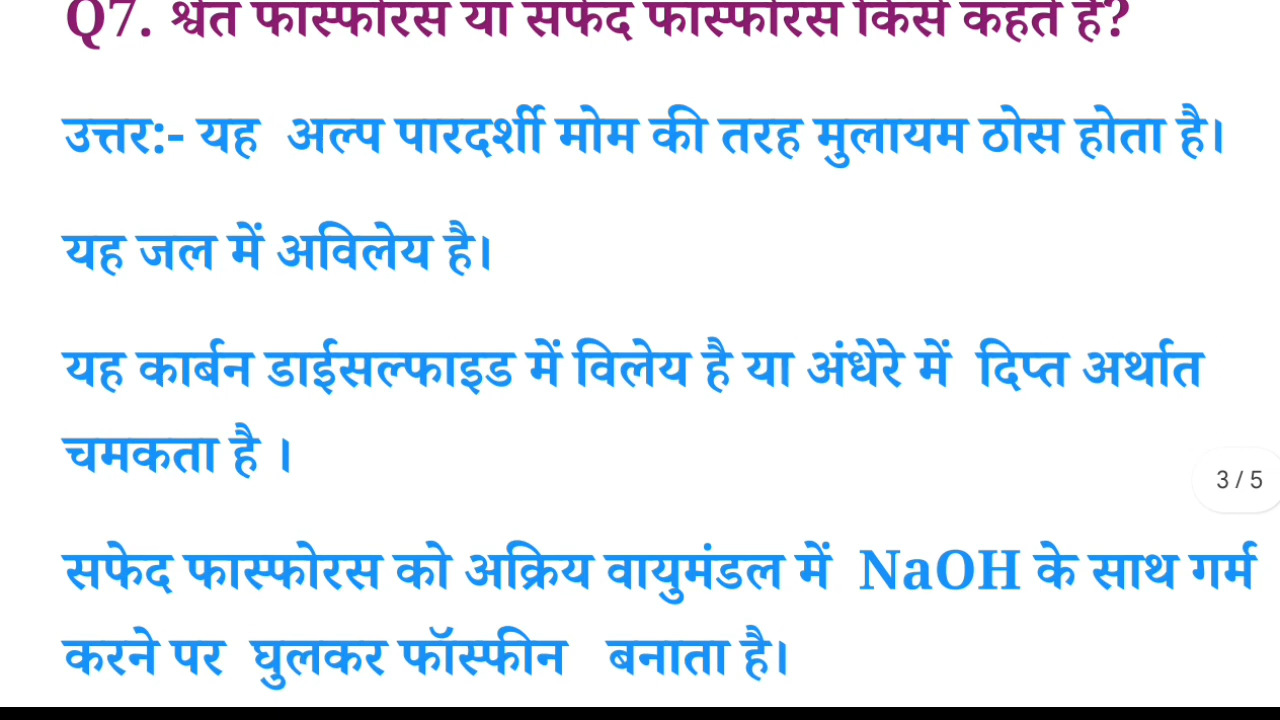 Q7. श्वेत फास्फोरस या सफेद फास्फोरस किसे कहते हैं?
उत्तर:- यह अल्प पारदर्शी मोम की तरह मुलायम ठोस होता है।
यह जल में अविलेय है।
यह कार्बन डाईसल्फाइड में विलेय है या अंधेरे में दिप्त अर्थात
चमकता है ।
3 / 5
सफेद फास्फोरस को अक्रिय वायुमंडल में NaOH के साथ गर्म
करने पर घुलकर फॉस्फीन बनाता है।